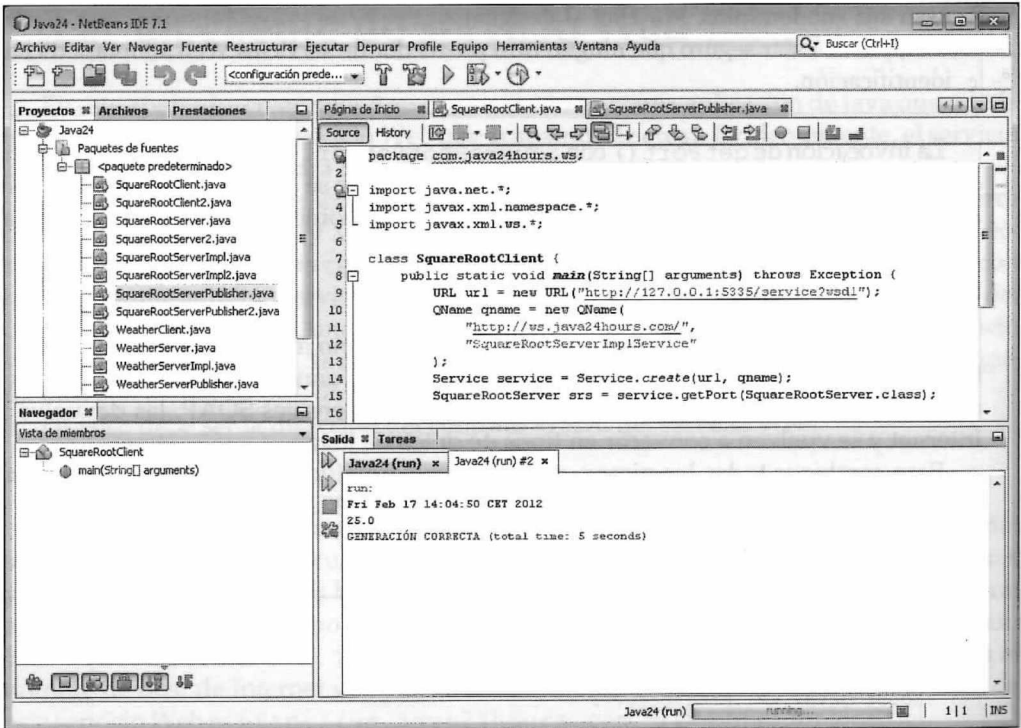 Java24 - NetBeans IDE 7.1
Archivo Editar Ver Navegar Fuente Reestructurar Ejecutar Depurar Profile Equipo Herramientas Ventana Ayuda
Buscar (Ctrl+I)
<configuración prede...
Proyectos Archivos Prestaciones
Java24
Paquetes de fuentes
<paquete predeterminado>
SquareRootClient.java
SquareRootClient2.java
SquareRootServer.java
SquareRootServer2.java
SquareRootServerImpl.java
SquareRootServerImpl2.java
SquareRootServerPublisher.java
SquareRootServerPublisher2.java
WeatherClient.java
WeatherServer.java
WeatherServerImpl.java
WeatherServerPublisher.java
Navegador
Vista de miembros
SquareRootClient
main(String[] arguments)
Página de Inicio SquareRootClient.java SquareRootServerPublisher.java
Source History
package com.java24hours.ws;
2
import java.net.*;
4 import javax.xml.namespace.*;
5 import javax.xml.ws.*;
6
7 class SquareRootClient {
8 public static void main(String[] arguments) throws Exception {
9 URL url = new URL("http://127.0.0.1:5335/service?wsdl");
10 QName qname = new QName(
11 "http://ws.java24hours.com/",
12 "SquareRootServerImplService"
13 );
14 Service service = Service.create(url, qname);
15 SquareRootServer srs = service.getPort(SquareRootServer.class);
16
Salida Tareas
Java24 (run) x Java24 (run) #2 x
run:
Fri Feb 17 14:04:50 CET 2012
25.0
GENERACIÓN CORRECTA (total time: 5 seconds)
Java24 (run) running... 1|1 INS